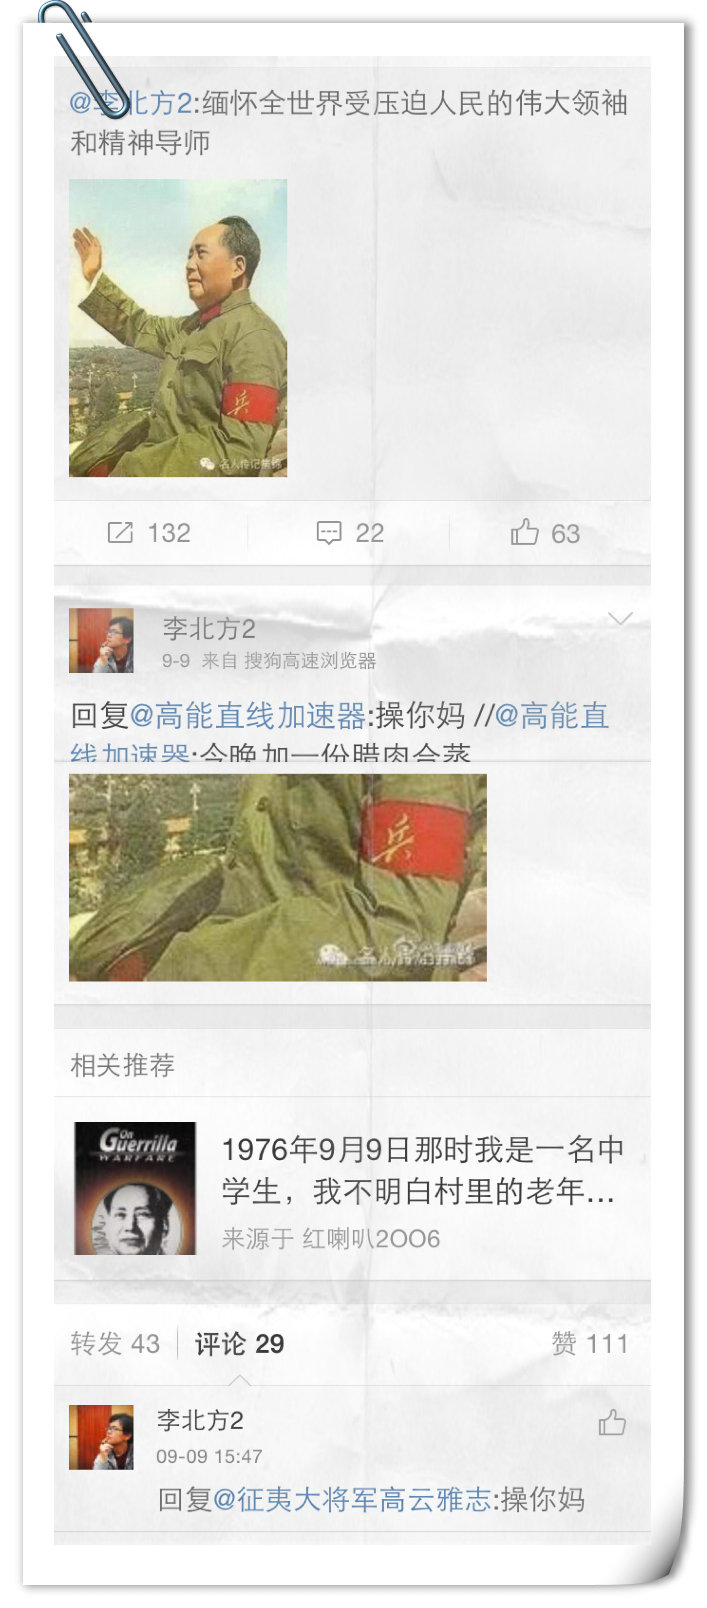 @李北方2:缅怀全世界受压迫人民的伟大领袖
和精神导师
兵
名人传记集锦
132
22
63
李北方2
9-9 来自 搜狗高速浏览器
回复@高能直线加速器:操你妈 //@高能直
线加速器:今晚加一份腊肉合蒸
兵
相关推荐
On
Guerrilla
WARFARE
1976年9月9日那时我是一名中
学生，我不明白村里的老年...
来源于 红喇叭2OO6
转发 43
评论 29
赞 111
李北方2
09-09 15:47
回复@征夷大将军高云雅志:操你妈